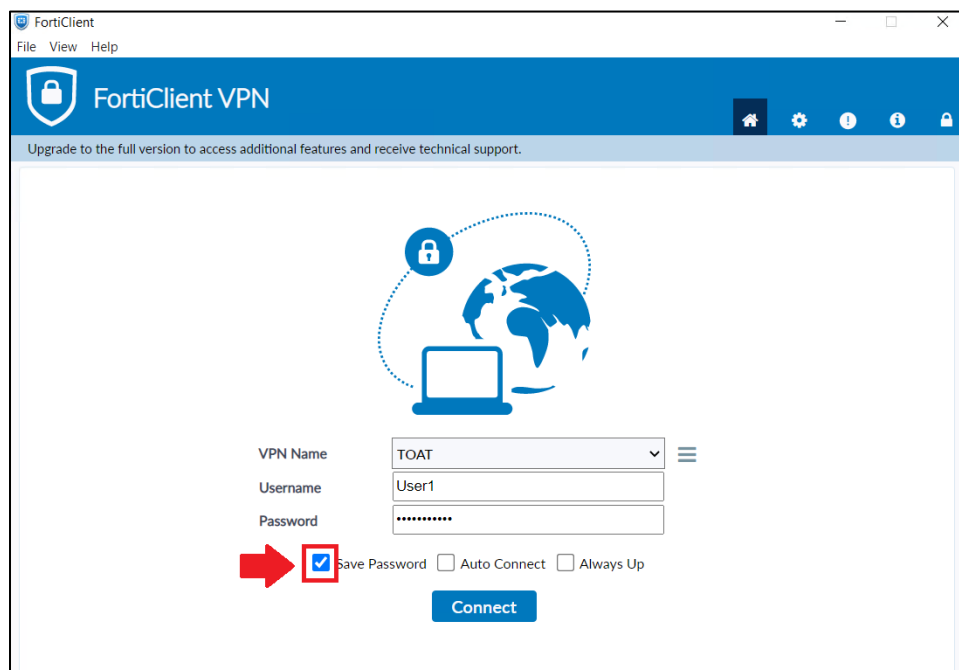 FortiClient
File View Help
FortiClient VPN
Upgrade to the full version to access additional features and receive technical support.
VPN Name TOAT
Username User1
Password •••••••••••
Save Password Auto Connect Always Up
Connect